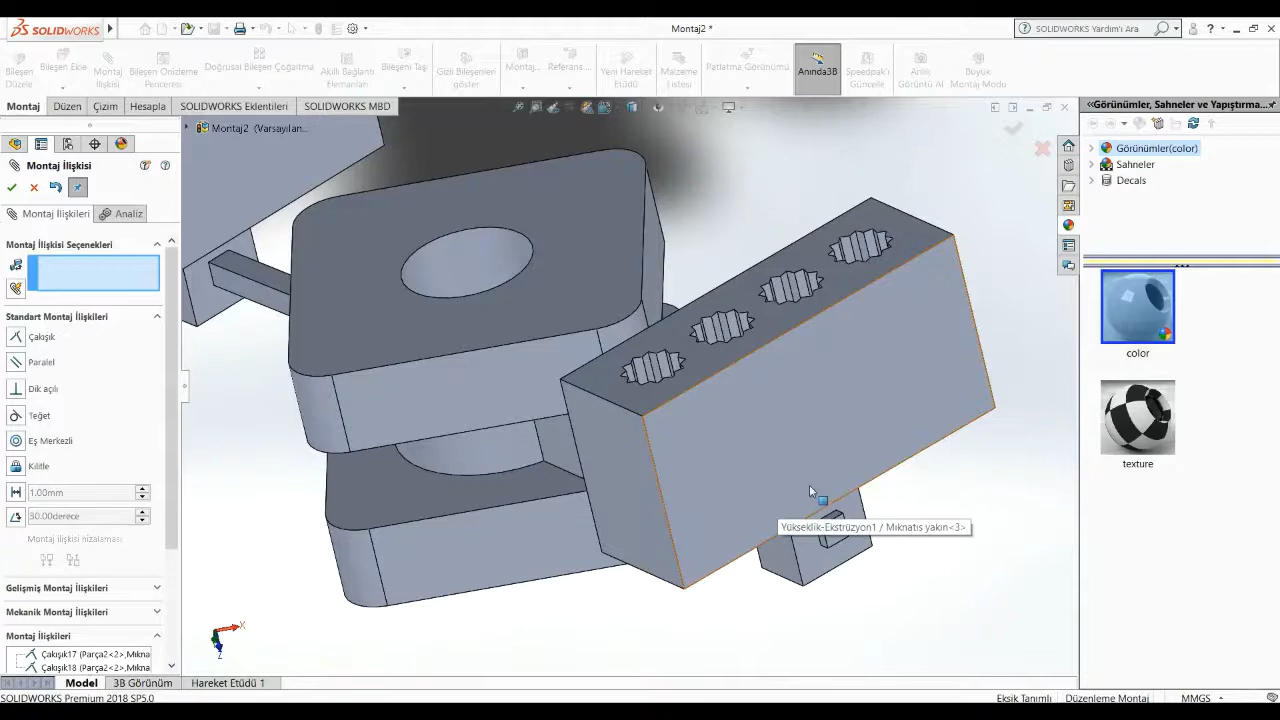 SOLIDWORKS
Montaj2 *
SOLIDWORKS Yardım'ı Ara
Bileşen Düzenle
Bileşen Ekle
Montaj İlişkisi
Bileşen Önizleme Penceresi
Doğrusal Bileşen Çoğaltma
Akıllı Bağlantı Elemanları
Bileşeni Taşı
Gizli Bileşenleri göster
Montaj...
Referans...
Yeni Hareket Etüdü
Malzeme Listesi
Patlatma Görünümü
Anında3B
Speedpak'ı Güncelle
Anlık Görüntü Al
Büyük Montaj Modu
Montaj Düzen Çizim Hesapla SOLIDWORKS Eklentileri SOLIDWORKS MBD
Görünümler, Sahneler ve Yapıştırma...
Montaj2 (Varsayılan...
Görünümler(color)
Sahneler
Decals
Montaj İlişkisi
Montaj İlişkileri Analiz
Montaj İlişkisi Seçenekleri
Standart Montaj İlişkileri
Çakışık
Paralel
Dik açılı
Teğet
Eş Merkezli
Kilitle
1.00mm
30.00derece
Montaj ilişkisi hizalaması:
Gelişmiş Montaj İlişkileri
Mekanik Montaj İlişkileri
Montaj İlişkileri
Çakışık17 (Parça2<2>,Mıkna
Çakışık18 (Parça2<2>,Mıkna
Yükseklik-Ekstrüzyon1 / Mıknatıs yakın<3>
X
Z
color
texture
Model 3B Görünüm Hareket Etüdü 1
SOLIDWORKS Premium 2018 SP5.0
Eksik Tanımlı Düzenleme Montaj MMGS